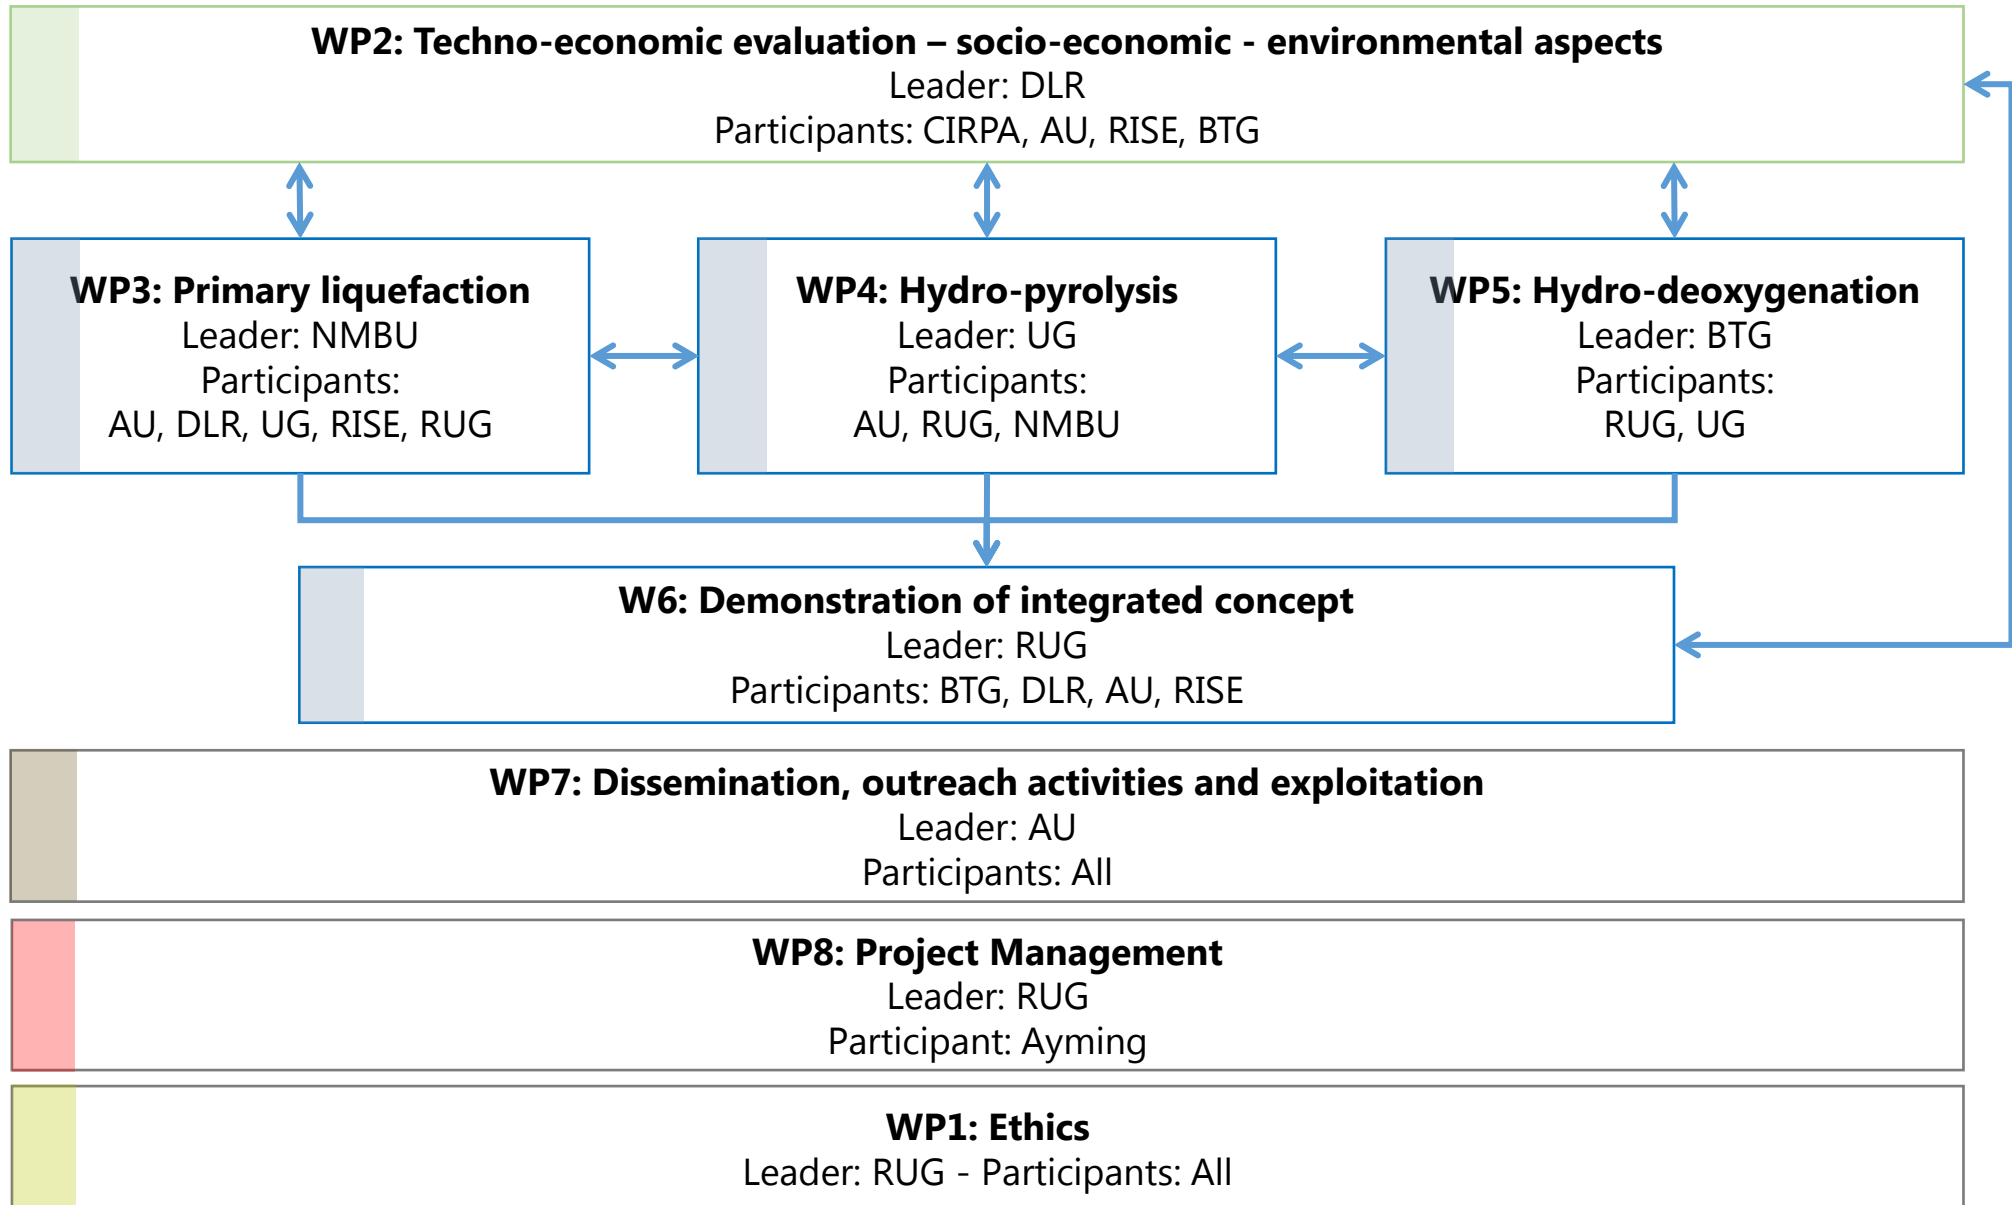 WP2: Techno-economic evaluation – socio-economic - environmental aspects
Leader: DLR
Participants: CIRPA, AU, RISE, BTG
WP3: Primary liquefaction
Leader: NMBU
Participants:
AU, DLR, UG, RISE, RUG
WP4: Hydro-pyrolysis
Leader: UG
Participants:
AU, RUG, NMBU
WP5: Hydro-deoxygenation
Leader: BTG
Participants:
RUG, UG
W6: Demonstration of integrated concept
Leader: RUG
Participants: BTG, DLR, AU, RISE
WP7: Dissemination, outreach activities and exploitation
Leader: AU
Participants: All
WP8: Project Management
Leader: RUG
Participant: Ayming
WP1: Ethics
Leader: RUG - Participants: All